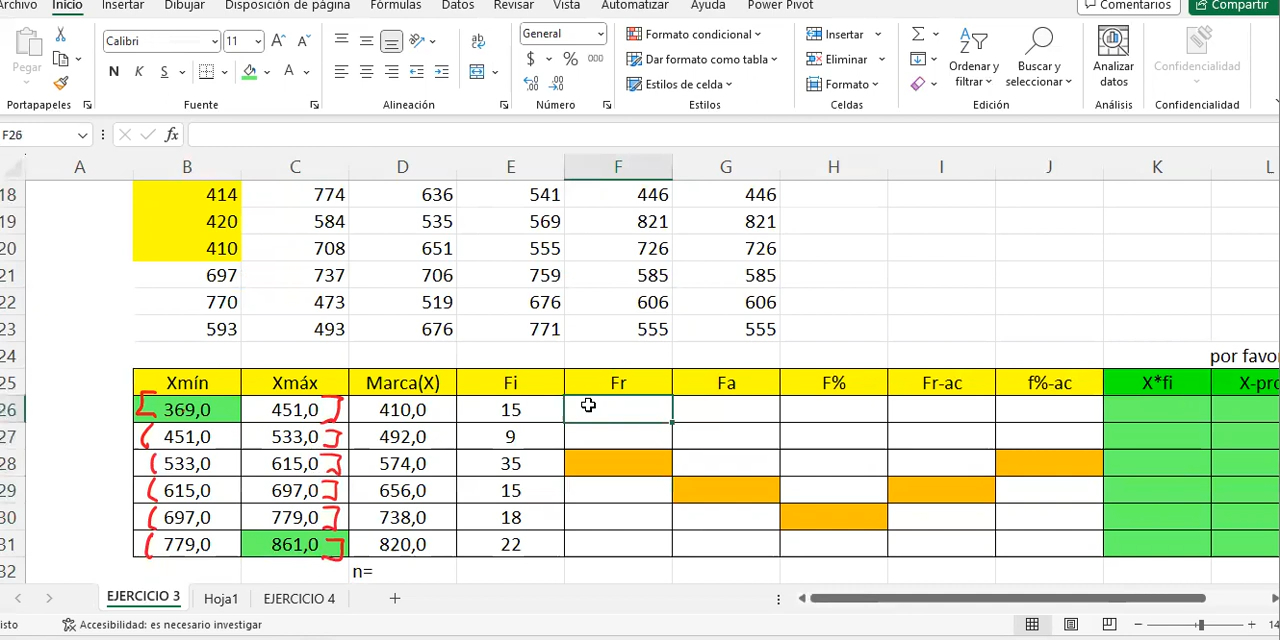 Archivo Inicio Insertar Dibujar Disposición de página Fórmulas Datos Revisar Vista Automatizar Ayuda Power Pivot Comentarios Compartir
Pegar
Calibri 11
N K S
General
$ % 000
Formato condicional
Dar formato como tabla
Estilos de celda
Insertar
Eliminar
Formato
Ordenar y filtrar
Buscar y seleccionar
Analizar datos
Confidencialidad
Portapapeles Fuente Alineación Número Estilos Celdas Edición Análisis Confidencialidad
F26 fx
A B C D E F G H I J K L
18 414 774 636 541 446 446
19 420 584 535 569 821 821
20 410 708 651 555 726 726
21 697 737 706 759 585 585
22 770 473 519 676 606 606
23 593 493 676 771 555 555
24 por favo
25 Xmín Xmáx Marca(X) Fi Fr Fa F% Fr-ac f%-ac X*fi X-pro
26 [369,0 451,0] 410,0 15
27 (451,0 533,0] 492,0 9
28 (533,0 615,0] 574,0 35
29 (615,0 697,0] 656,0 15
30 (697,0 779,0] 738,0 18
31 (779,0 861,0] 820,0 22
32 n=
EJERCICIO 3 Hoja1 EJERCICIO 4 +
isto Accesibilidad: es necesario investigar 14